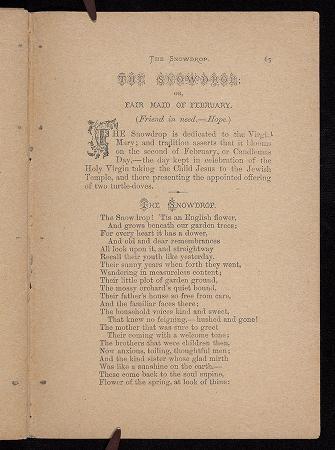 The Snowdrop. 65
THE SNOWDROP:
OR,
FAIR MAID OF FEBRUARY.
(Friend in need.—Hope.)
THE Snowdrop is dedicated to the Virgin
Mary; and tradition asserts that it blooms
on the second of February, or Candlemas
Day,—the day kept in celebration of the
Holy Virgin taking the Child Jesus to the Jewish
Temple, and there presenting the appointed offering
of two turtle-doves.
The Snowdrop.
The Snowdrop! 'Tis an English flower,
And grows beneath our garden trees;
For every heart it has a dower,
And old and dear remembrances
All look upon it, and straightway
Recall their youth like yesterday.
Their sunny years when forth they went,
Wandering in measureless content;
Their little plot of garden ground,
The mossy orchard's quiet bound,
Their father's house so free from care,
And the familiar faces there;
The household voices kind and sweet,
That knew no feigning,—hushed and gone!
The mother that was sure to greet
Their coming with a welcome tone;
The brothers that were children then,
Now anxious, toiling, thoughtful men;
And the kind sister whose glad mirth
Was like a sunshine on the earth.—
These come back to the soul supine,
Flower of the spring, at look of thine;